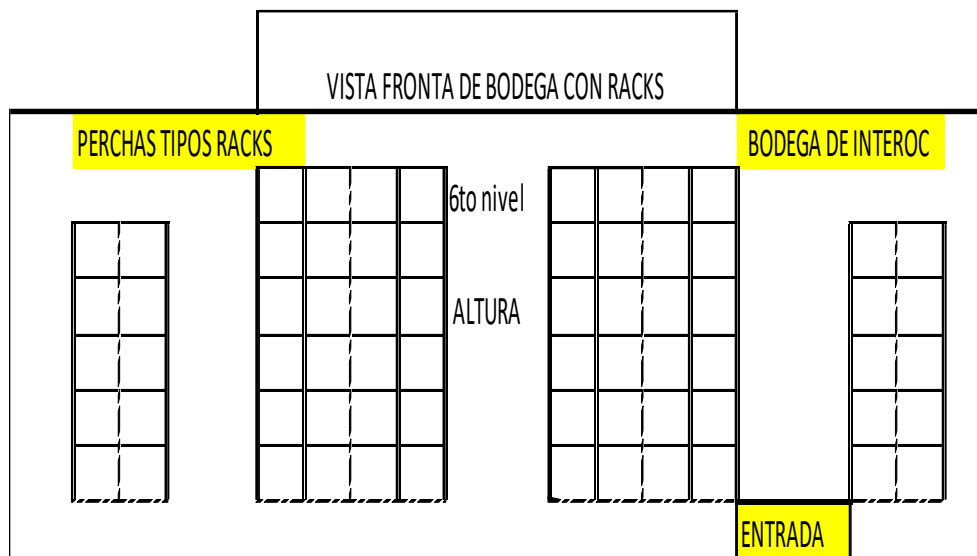 VISTA FRONTA DE BODEGA CON RACKS
PERCHAS TIPOS RACKS
BODEGA DE INTEROC
6to nivel
ALTURA
ENTRADA